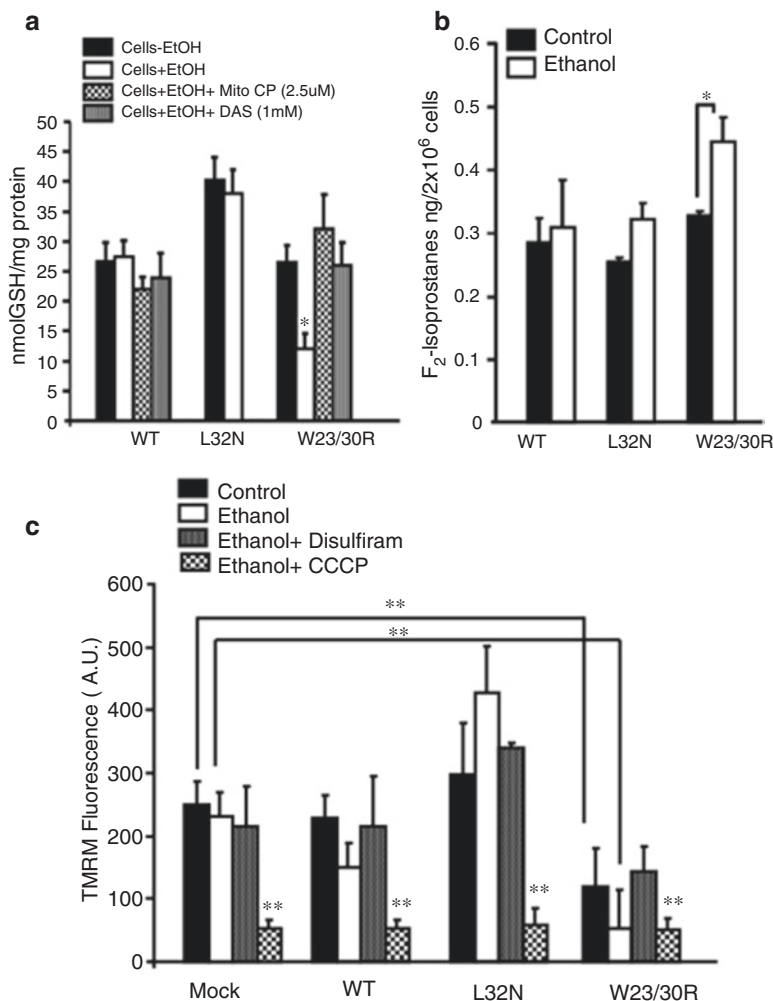 a
Cells-EtOH
Cells+EtOH
Cells+EtOH+ Mito CP (2.5uM)
Cells+EtOH+ DAS (1mM)
nmolGSH/mg protein
50
45
40
35
30
25
20
15
10
5
0
*
WT L32N W23/30R
b
Control
Ethanol
F₂-Isoprostanes ng/2x10⁶ cells
0.6
0.5
0.4
0.3
0.2
0.1
0
*
WT L32N W23/30R
c
Control
Ethanol
Ethanol+ Disulfiram
Ethanol+ CCCP
TMRM Fluorescence ( A.U.)
600
500
400
300
200
100
0
**
**
** ** ** **
Mock WT L32N W23/30R